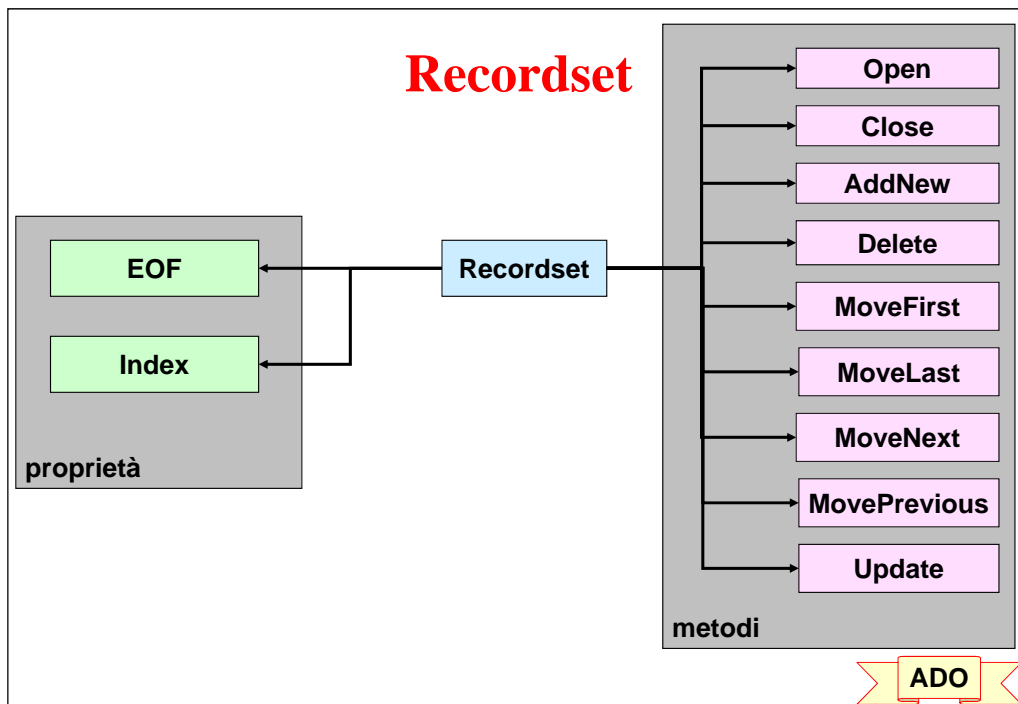 Recordset
Open
Close
AddNew
Delete
MoveFirst
MoveLast
MoveNext
MovePrevious
Update
metodi
Recordset
EOF
Index
proprietà
ADO